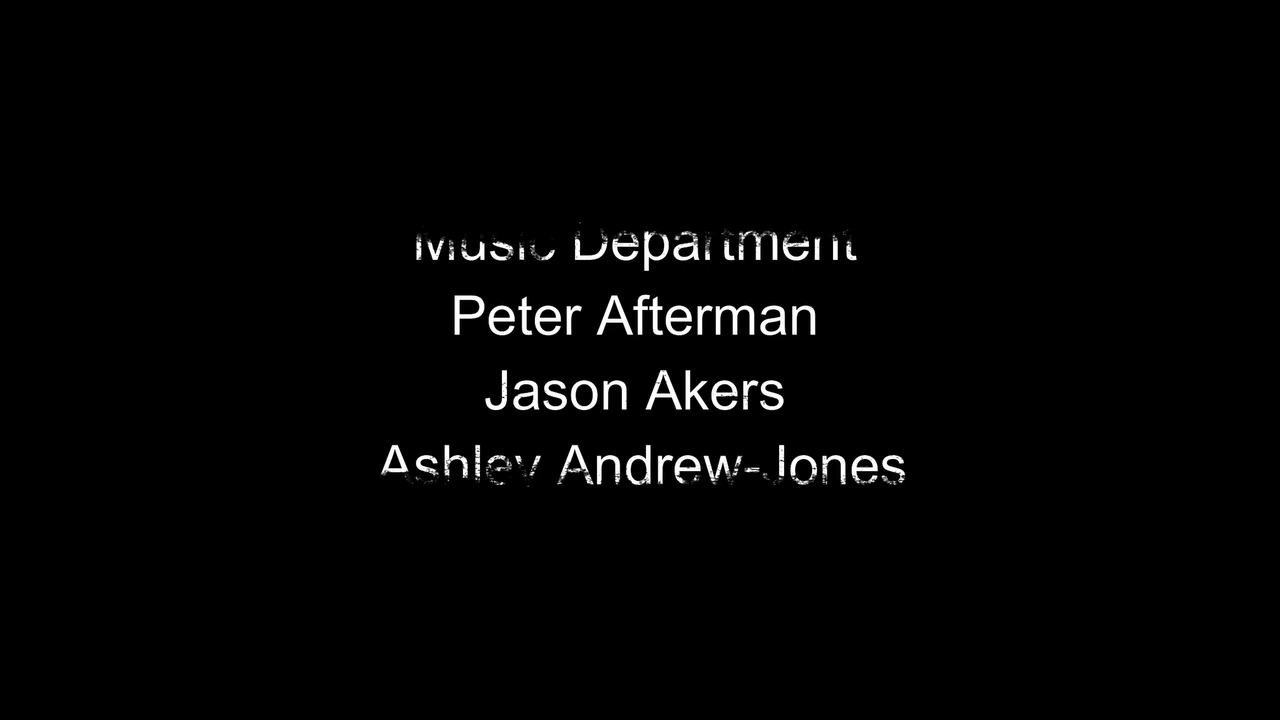 Music Department
Peter Afterman
Jason Akers
Ashley Andrew-Jones